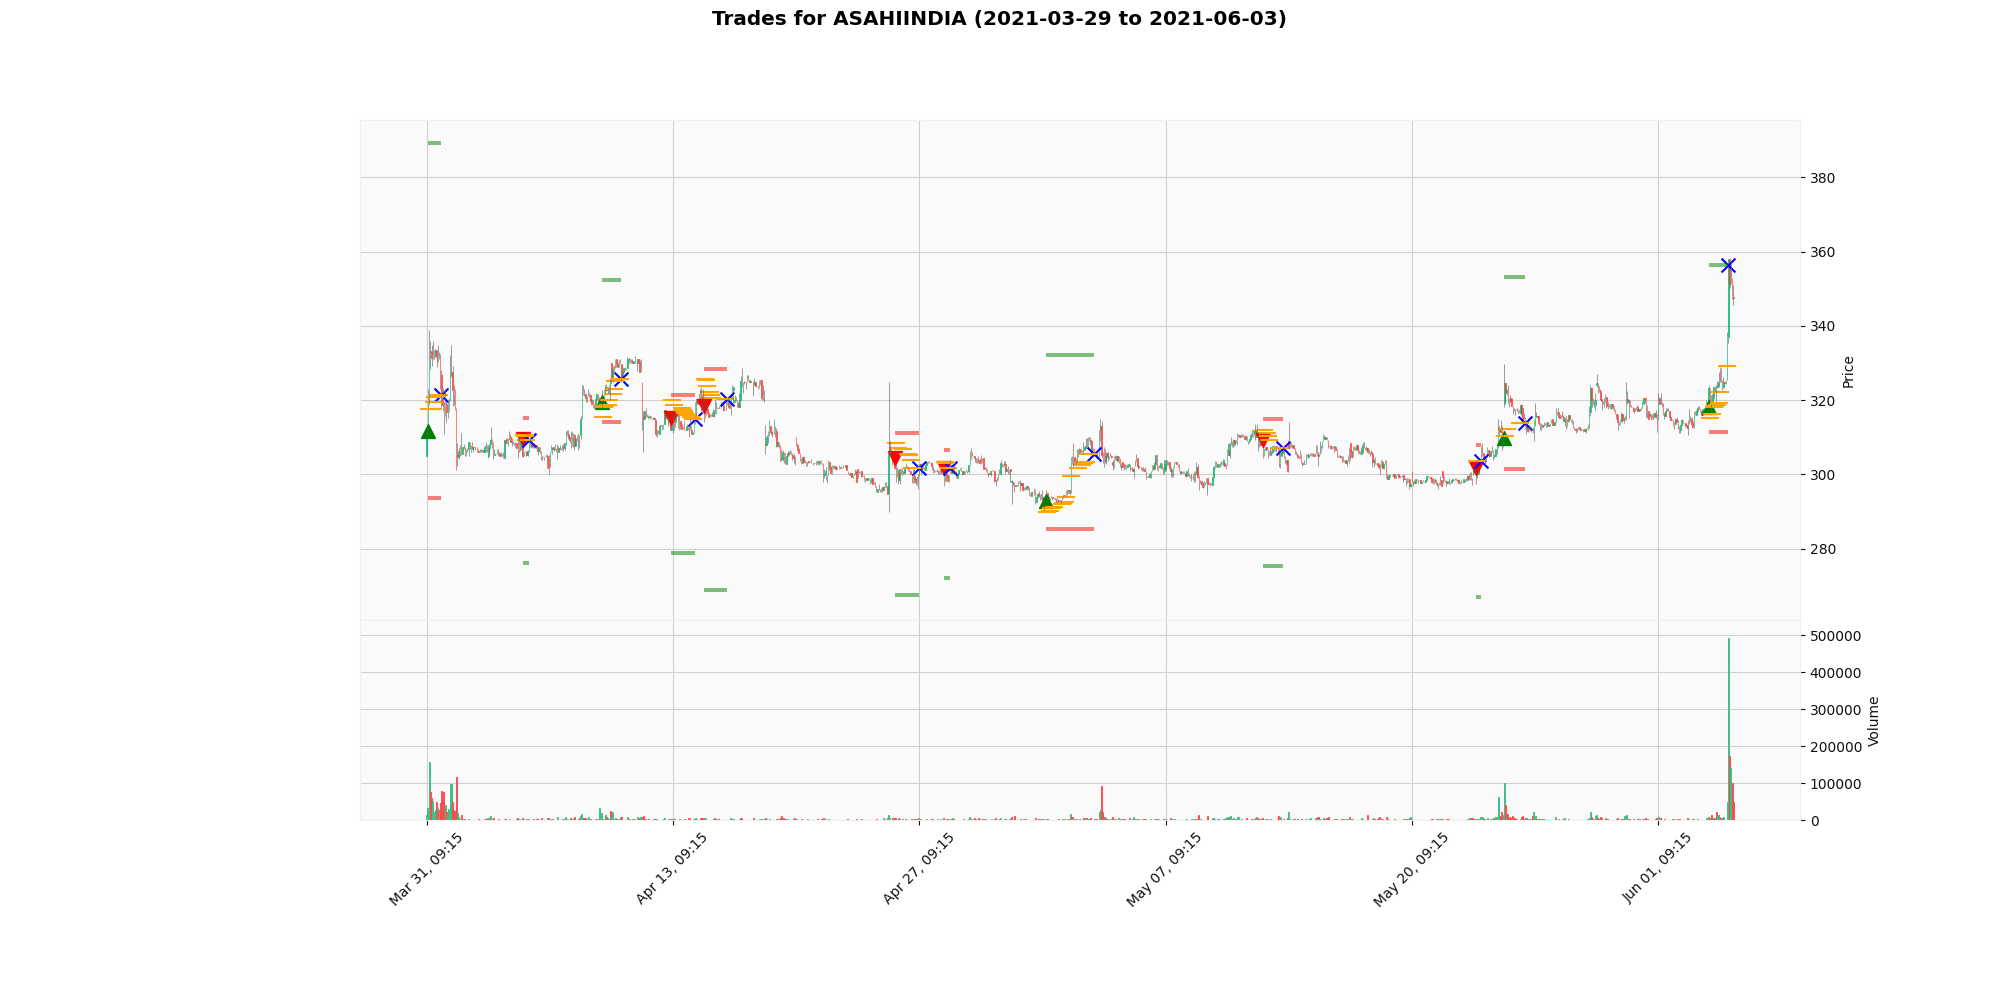 Trades for ASAHIINDIA (2021-03-29 to 2021-06-03)
380
360
340
320
300
280
Price
500000
400000
300000
200000
100000
0
Volume
Mar 31, 09:15
Apr 13, 09:15
Apr 27, 09:15
May 07, 09:15
May 20, 09:15
Jun 01, 09:15